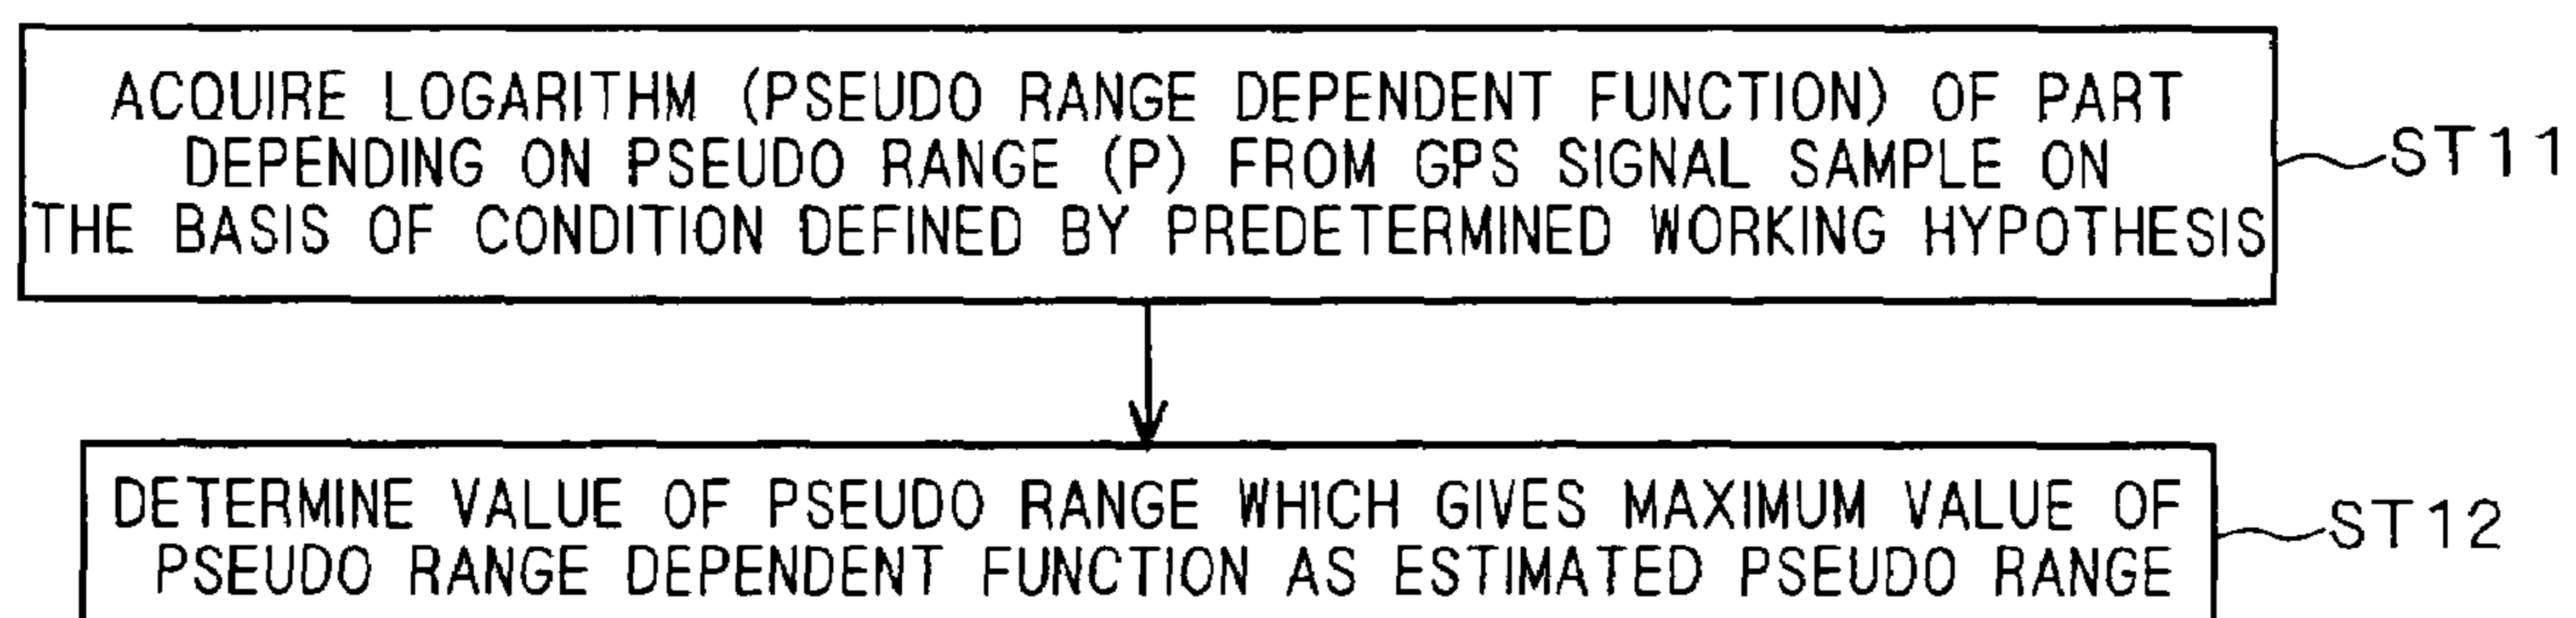 ACQUIRE LOGARITHM (PSEUDO RANGE DEPENDENT FUNCTION) OF PART
DEPENDING ON PSEUDO RANGE (P) FROM GPS SIGNAL SAMPLE ON
THE BASIS OF CONDITION DEFINED BY PREDETERMINED WORKING HYPOTHESIS
ST11
DETERMINE VALUE OF PSEUDO RANGE WHICH GIVES MAXIMUM VALUE OF
PSEUDO RANGE DEPENDENT FUNCTION AS ESTIMATED PSEUDO RANGE
ST12